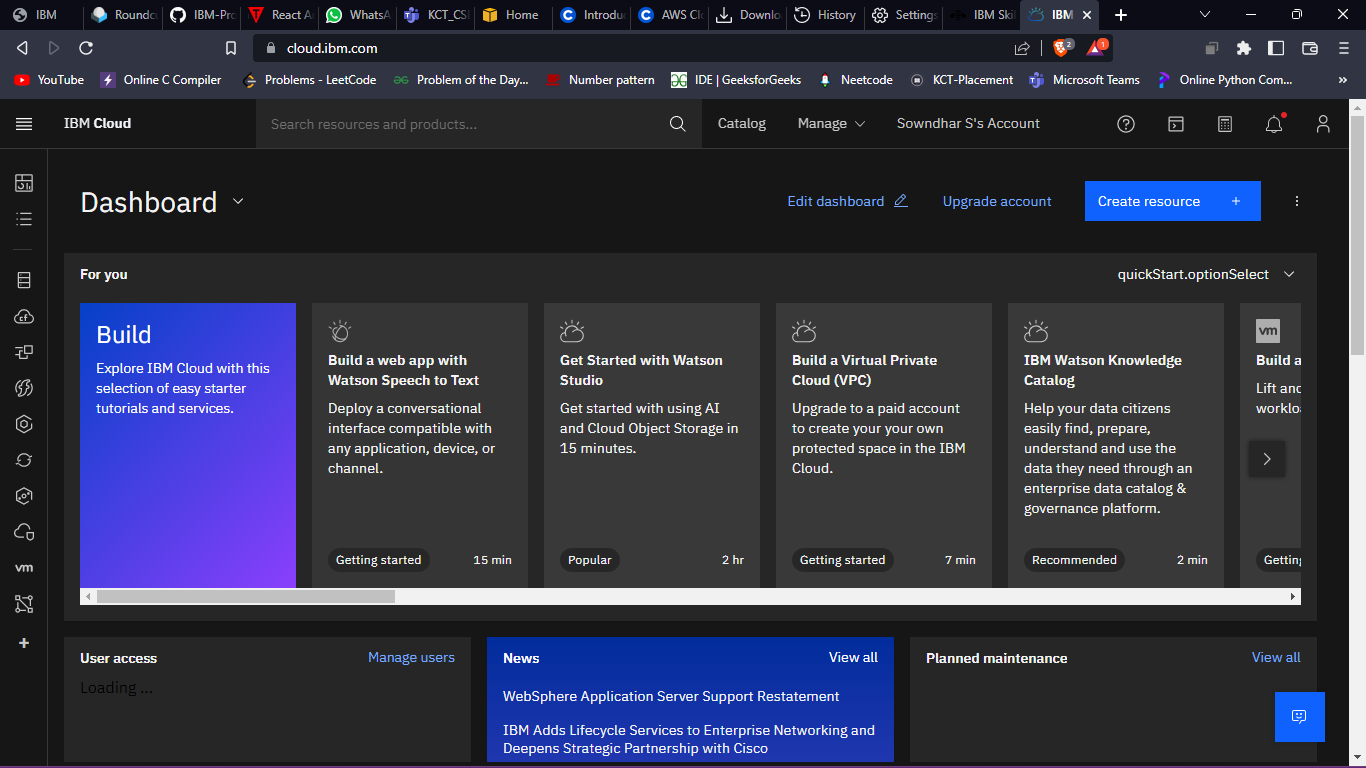 IBM
Roundc
IBM-Pro
React A
WhatsA
KCT_CSE
Home
Introdu
AWS Cl
Downlo
History
Settings
IBM Skil
IBM
cloud.ibm.com
2
1
YouTube
Online C Compiler
Problems - LeetCode
Problem of the Day...
Number pattern
IDE | GeeksforGeeks
Neetcode
KCT-Placement
Microsoft Teams
Online Python Com...
»
IBM Cloud
Search resources and products...
Catalog
Manage
Sowndhar S's Account
Dashboard
Edit dashboard
Upgrade account
Create resource +
For you
quickStart.optionSelect
Build
Explore IBM Cloud with this
selection of easy starter
tutorials and services.
Build a web app with
Watson Speech to Text
Deploy a conversational
interface compatible with
any application, device, or
channel.
Getting started
15 min
Get Started with Watson
Studio
Get started with using AI
and Cloud Object Storage in
15 minutes.
Popular
2 hr
Build a Virtual Private
Cloud (VPC)
Upgrade to a paid account
to create your your own
protected space in the IBM
Cloud.
Getting started
7 min
IBM Watson Knowledge
Catalog
Help your data citizens
easily find, prepare,
understand and use the
data they need through an
enterprise data catalog &
governance platform.
Recommended
2 min
vm
Build a
Lift and
worklo
Getting
vm
User access
Manage users
Loading ...
News
View all
WebSphere Application Server Support Restatement
IBM Adds Lifecycle Services to Enterprise Networking and
Deepens Strategic Partnership with Cisco
Planned maintenance
View all